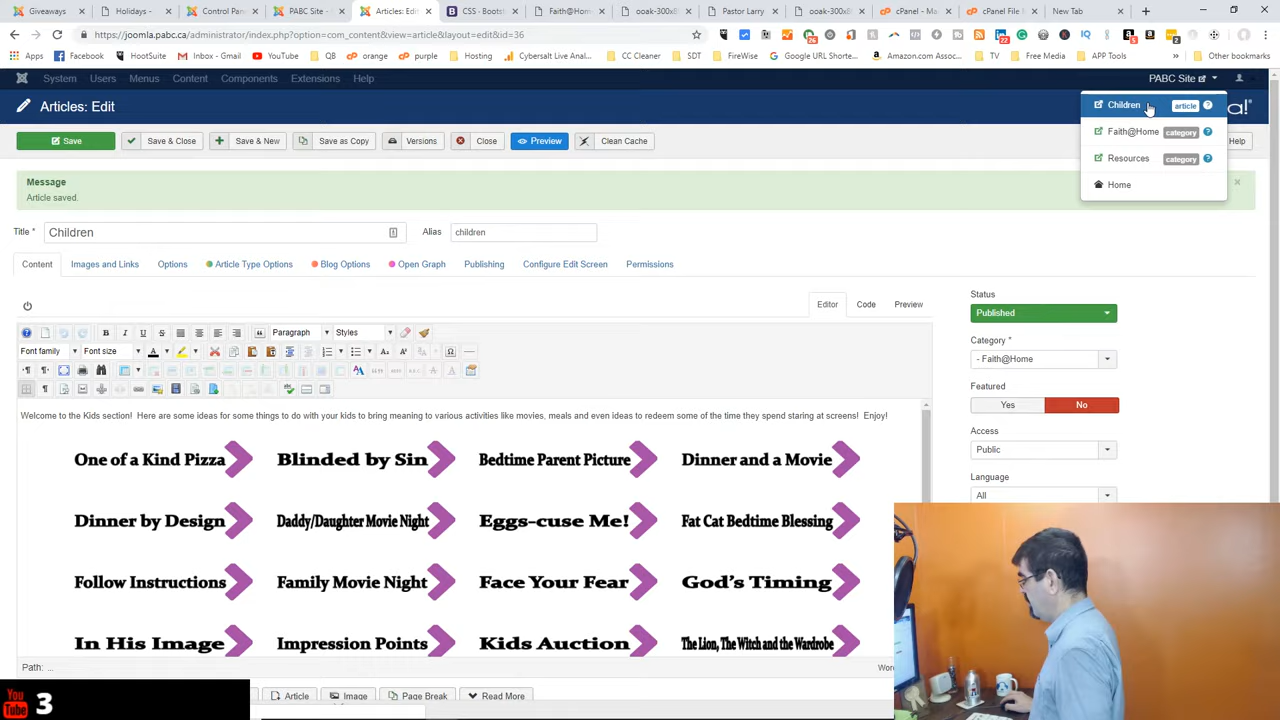 Giveaways
Holidays -
Control Pan
PABC Site -
Articles: Edi
CSS - Bootst
Faith@Hom
ooak-300x8
Pastor Larry
ooak-300x8
cPanel - Ma
cPanel File M
New Tab
https://joomla.pabc.ca/administrator/index.php?option=com_content&view=article&layout=edit&id=36
Facebook
HootSuite
Inbox - Gmail
Twitter
QB
orange
purple
Hosting
Cybersalt Live Anal...
CC Cleaner
SDT
FireWise
Google URL Shorte...
Amazon.com Assoc...
TV
Free Media
APP Tools
»
Other bookmarks
System
Users
Menus
Content
Components
Extensions
Help
PABC Site
Articles: Edit
Children
article
Save
Save & Close
Save & New
Save as Copy
Versions
Close
Preview
Clean Cache
Faith@Home
category
Help
Resources
category
Home
Message
Article saved.
Title *
Children
Alias
children
Content
Images and Links
Options
Article Type Options
Blog Options
Open Graph
Publishing
Configure Edit Screen
Permissions
Editor
Code
Preview
Status
Published
Paragraph
Styles
Font family
Font size
Category *
- Faith@Home
Featured
Yes
No
Access
Public
Language
All
Welcome to the Kids section! Here are some ideas for some things to do with your kids to bring meaning to various activities like movies, meals and even ideas to redeem some of the time they spend staring at screens! Enjoy!
One of a Kind Pizza
Blinded by Sin
Bedtime Parent Picture
Dinner and a Movie
Dinner by Design
Daddy/Daughter Movie Night
Eggs-cuse Me!
Fat Cat Bedtime Blessing
Follow Instructions
Family Movie Night
Face Your Fear
God's Timing
In His Image
Impression Points
Kids Auction
The Lion, The Witch and the Wardrobe
Path: ...
Article
Image
Page Break
Read More
You
Tube
3